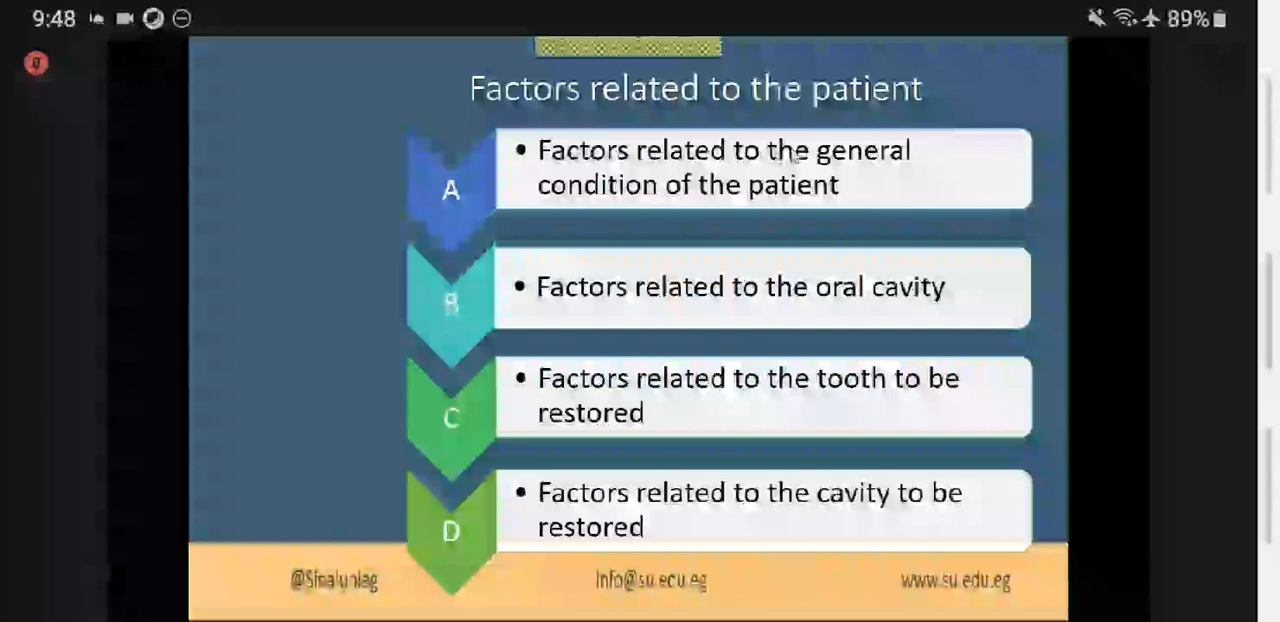 9:48
89%
Factors related to the patient
A
• Factors related to the general
condition of the patient
B
• Factors related to the oral cavity
C
• Factors related to the tooth to be
restored
D
• Factors related to the cavity to be
restored
info@su.edu.eg
www.su.edu.eg